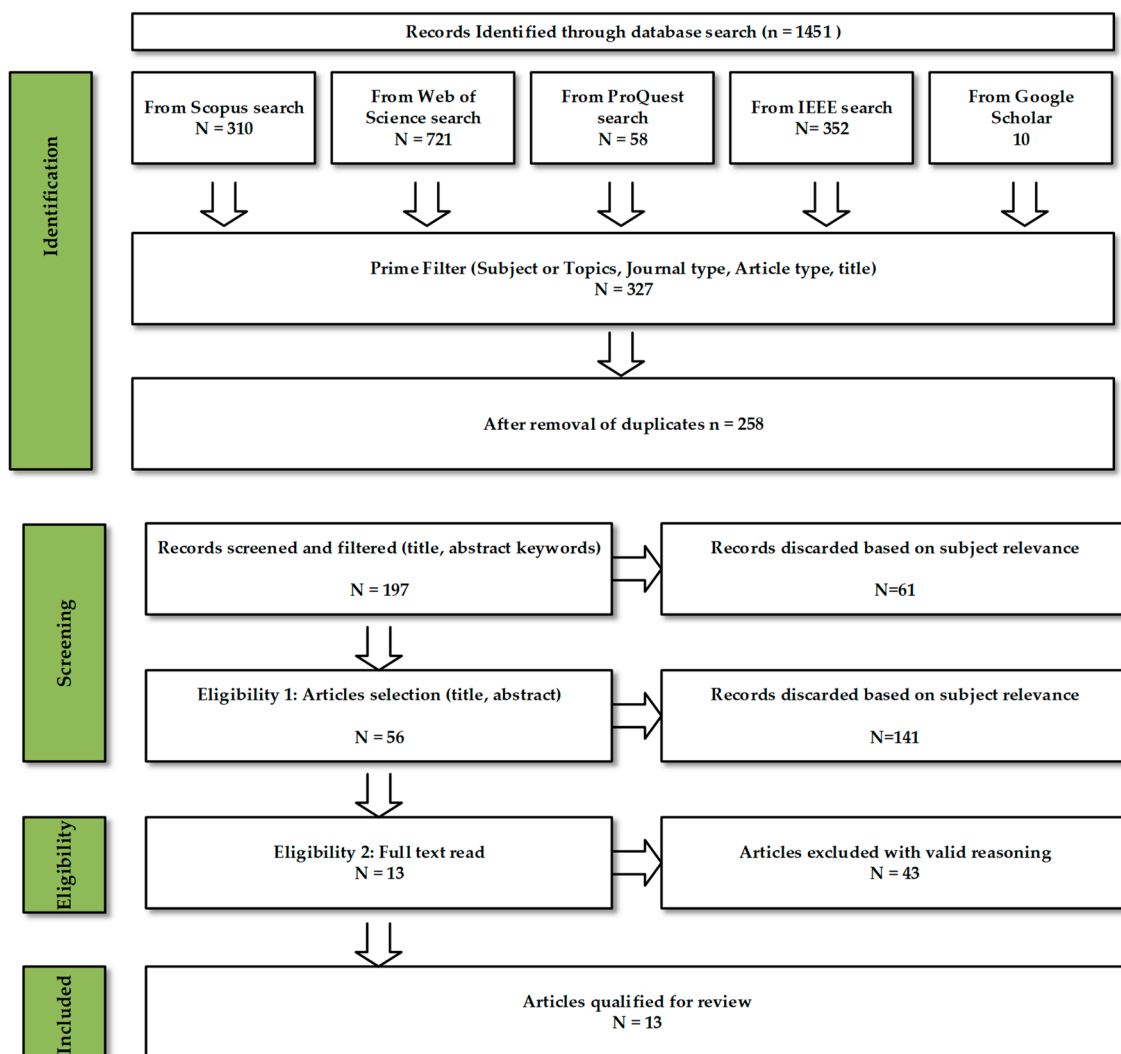 Records Identified through database search (n = 1451 )
Identification
From Scopus search
N = 310
From Web of
Science search
N = 721
From ProQuest
search
N = 58
From IEEE search
N= 352
From Google
Scholar
10
Prime Filter (Subject or Topics, Journal type, Article type, title)
N = 327
After removal of duplicates n = 258
Screening
Records screened and filtered (title, abstract keywords)
N = 197
Records discarded based on subject relevance
N=61
Eligibility 1: Articles selection (title, abstract)
N = 56
Records discarded based on subject relevance
N=141
Eligibility
Eligibility 2: Full text read
N = 13
Articles excluded with valid reasoning
N = 43
Included
Articles qualified for review
N = 13